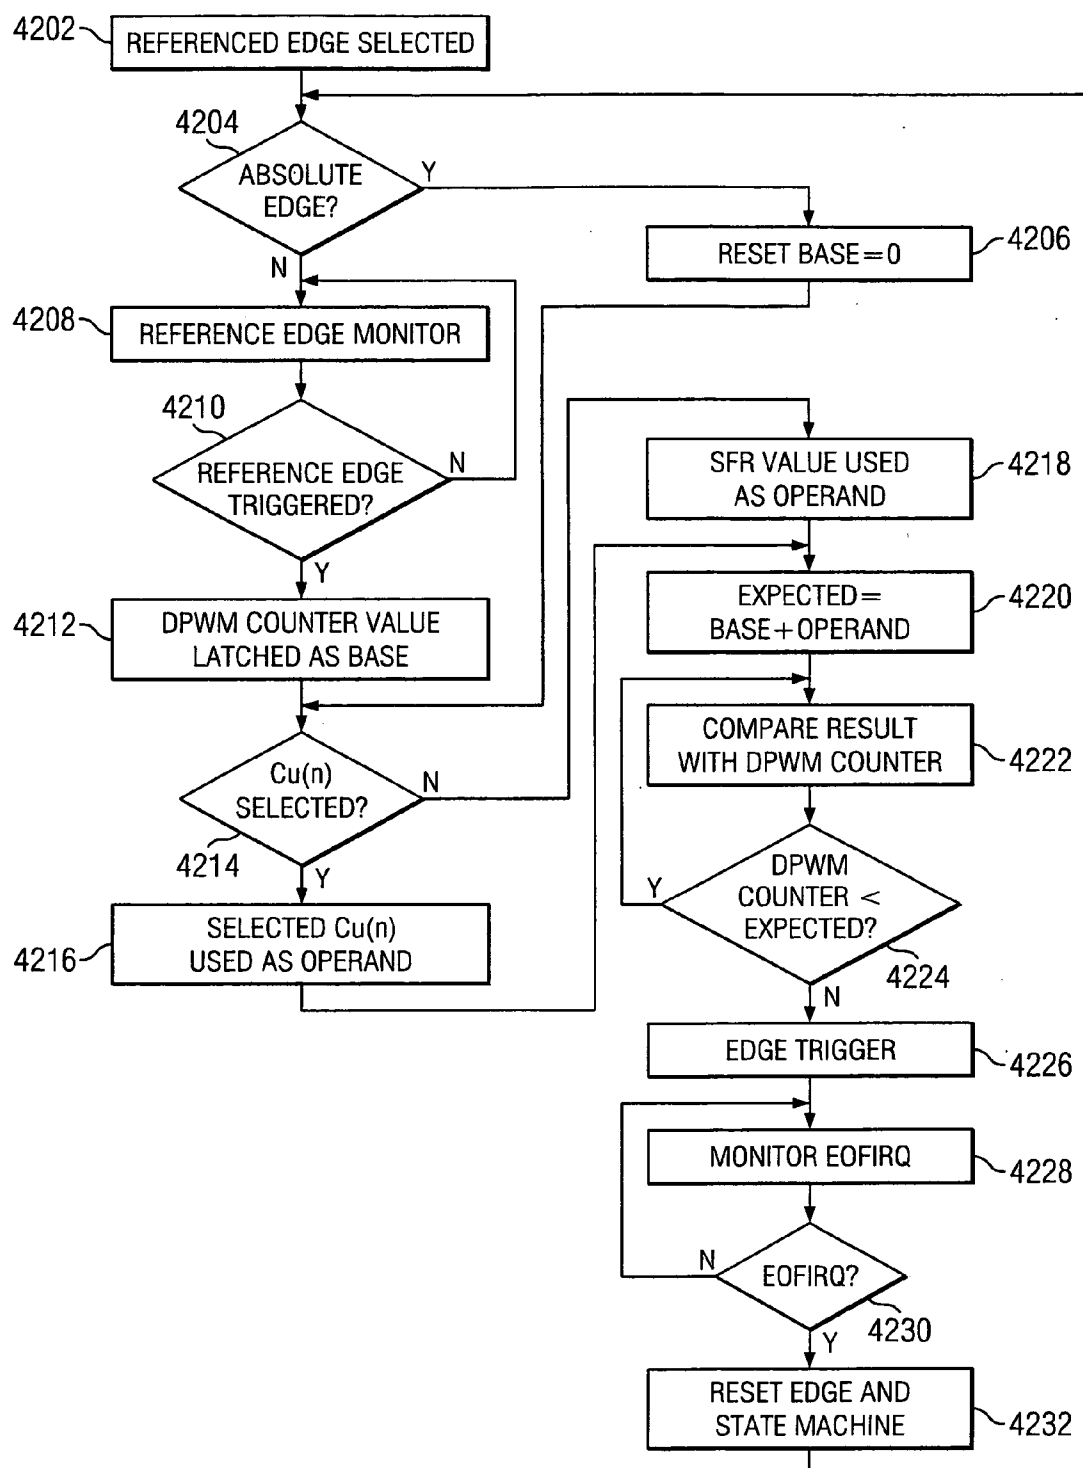 4202
REFERENCED EDGE SELECTED
4204
ABSOLUTE
EDGE?
Y
N
RESET BASE=0
4206
4208
REFERENCE EDGE MONITOR
4210
REFERENCE EDGE
TRIGGERED?
N
Y
4212
DPWM COUNTER VALUE
LATCHED AS BASE
Cu(n)
SELECTED?
N
4214
Y
4216
SELECTED Cu(n)
USED AS OPERAND
SFR VALUE USED
AS OPERAND
4218
EXPECTED=
BASE+OPERAND
4220
COMPARE RESULT
WITH DPWM COUNTER
4222
DPWM
COUNTER <
EXPECTED?
Y
4224
N
EDGE TRIGGER
4226
MONITOR EOFIRQ
4228
EOFIRQ?
N
4230
Y
RESET EDGE AND
STATE MACHINE
4232